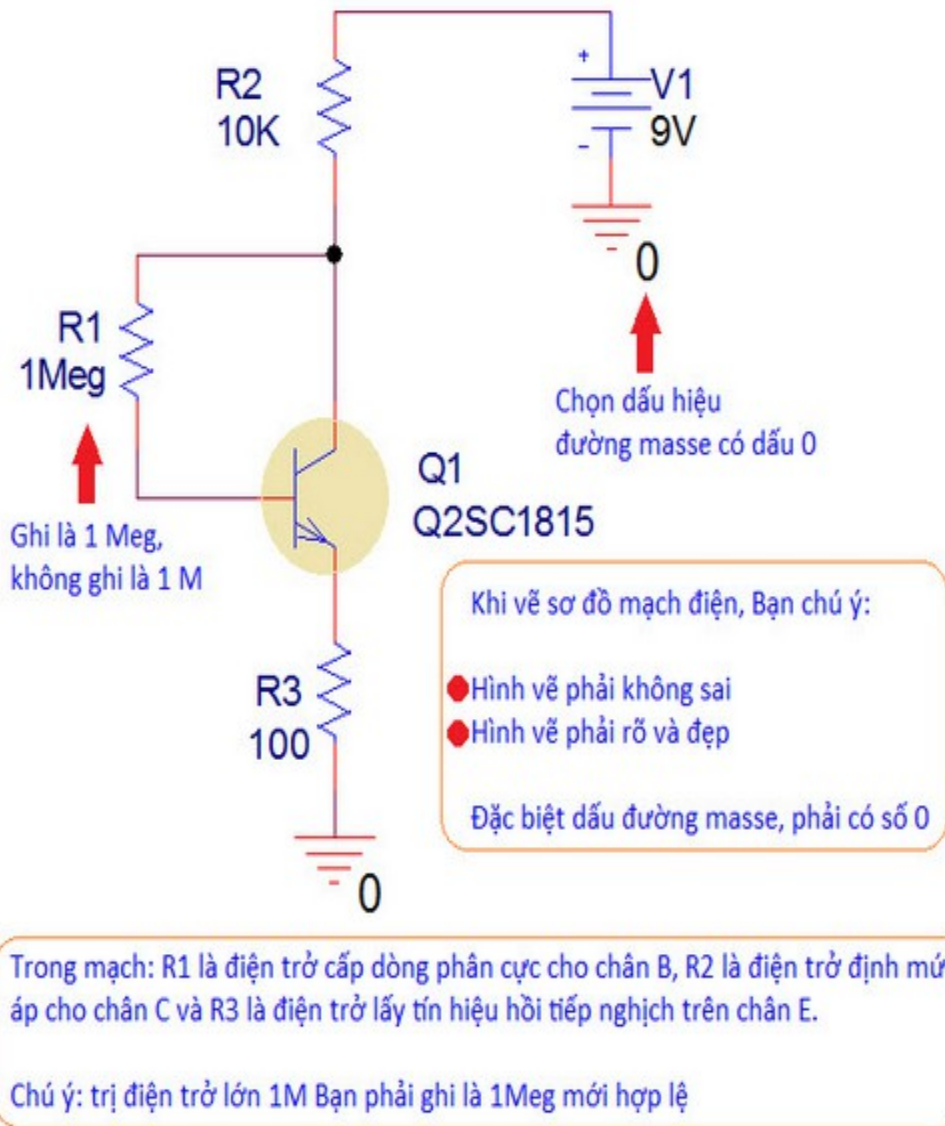 R2
10K
+
V1
9V
-
0
R1
1Meg
Chọn dấu hiệu
đường masse có dấu 0
Q1
Q2SC1815
Ghi là 1 Meg,
không ghi là 1 M
Khi vẽ sơ đồ mạch điện, Bạn chú ý:
Hình vẽ phải không sai
Hình vẽ phải rõ và đẹp
Đặc biệt dấu đường masse, phải có số 0
R3
100
0
Trong mạch: R1 là điện trở cấp dòng phân cực cho chân B, R2 là điện trở định
áp cho chân C và R3 là điện trở lấy tín hiệu hồi tiếp nghịch trên chân E.
Chú ý: trị điện trở lớn 1M Bạn phải ghi là 1Meg mới hợp lệ